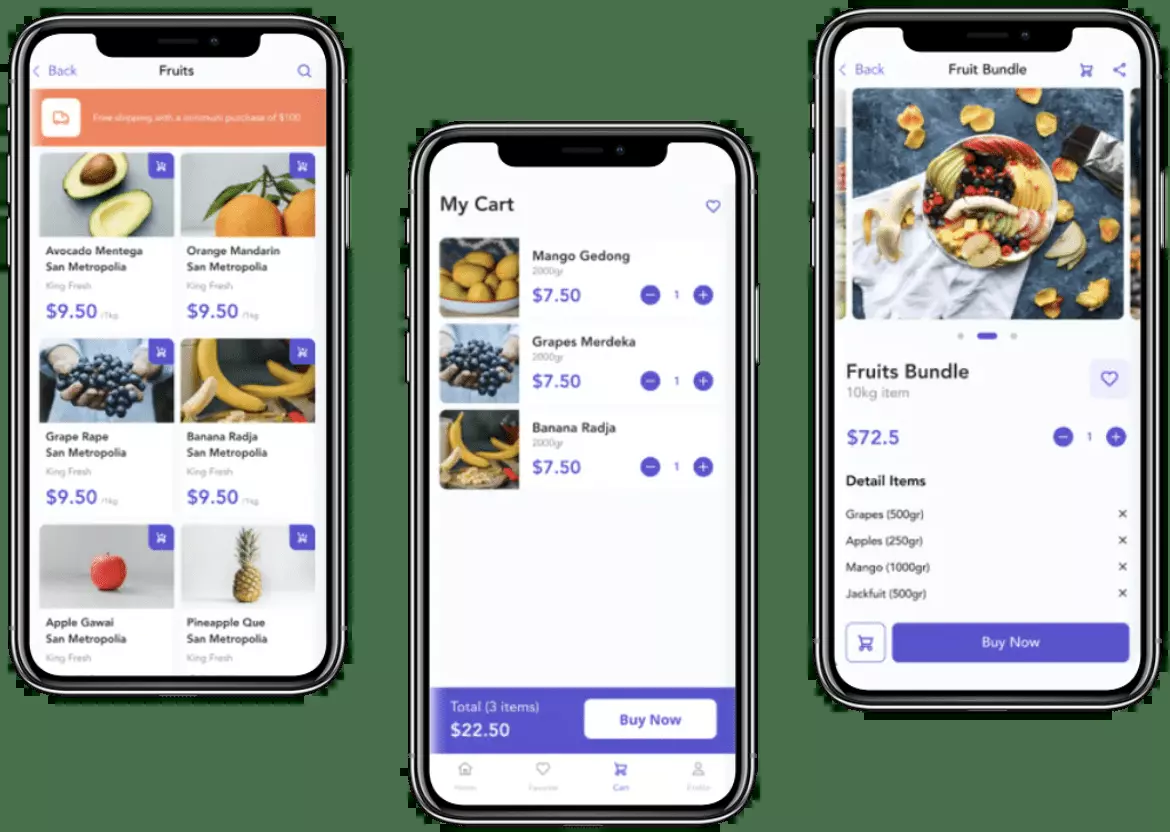 Back
Fruits
Free shipping with a minimum purchase of $100
Avocado Mentega
San Metropolia
King Fresh
$9.50 /1kg
Orange Mandarin
San Metropolia
King Fresh
$9.50 /1kg
Grape Rape
San Metropolia
King Fresh
$9.50 /1kg
Banana Radja
San Metropolia
King Fresh
$9.50 /1kg
Apple Gawai
San Metropolia
King Fresh
Pineapple Que
San Metropolia
King Fresh
My Cart
Mango Gedong
2000gr
$7.50
1
Grapes Merdeka
2000gr
$7.50
1
Banana Radja
2000gr
$7.50
1
Total (3 items)
$22.50
Buy Now
Home
Favorite
Cart
Profile
Back
Fruit Bundle
Fruits Bundle
10kg item
$72.5
1
Detail Items
Grapes (500gr)
Apples (250gr)
Mango (1000gr)
Jackfuit (500gr)
Buy Now